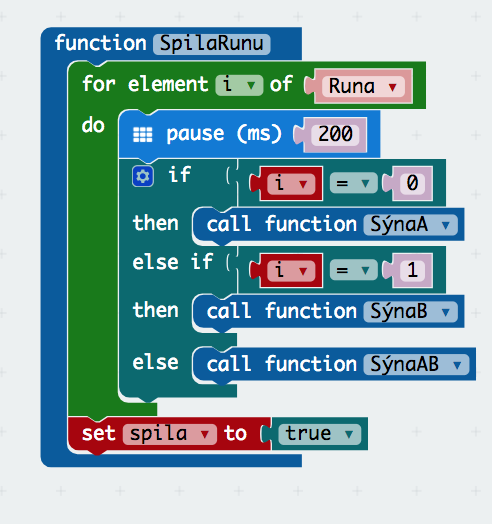 function SpilaRunu
for element i of Runa
do pause (ms) 200
if i = 0
then call function SýnaA
else if i = 1
then call function SýnaB
else call function SýnaAB
set spila to true